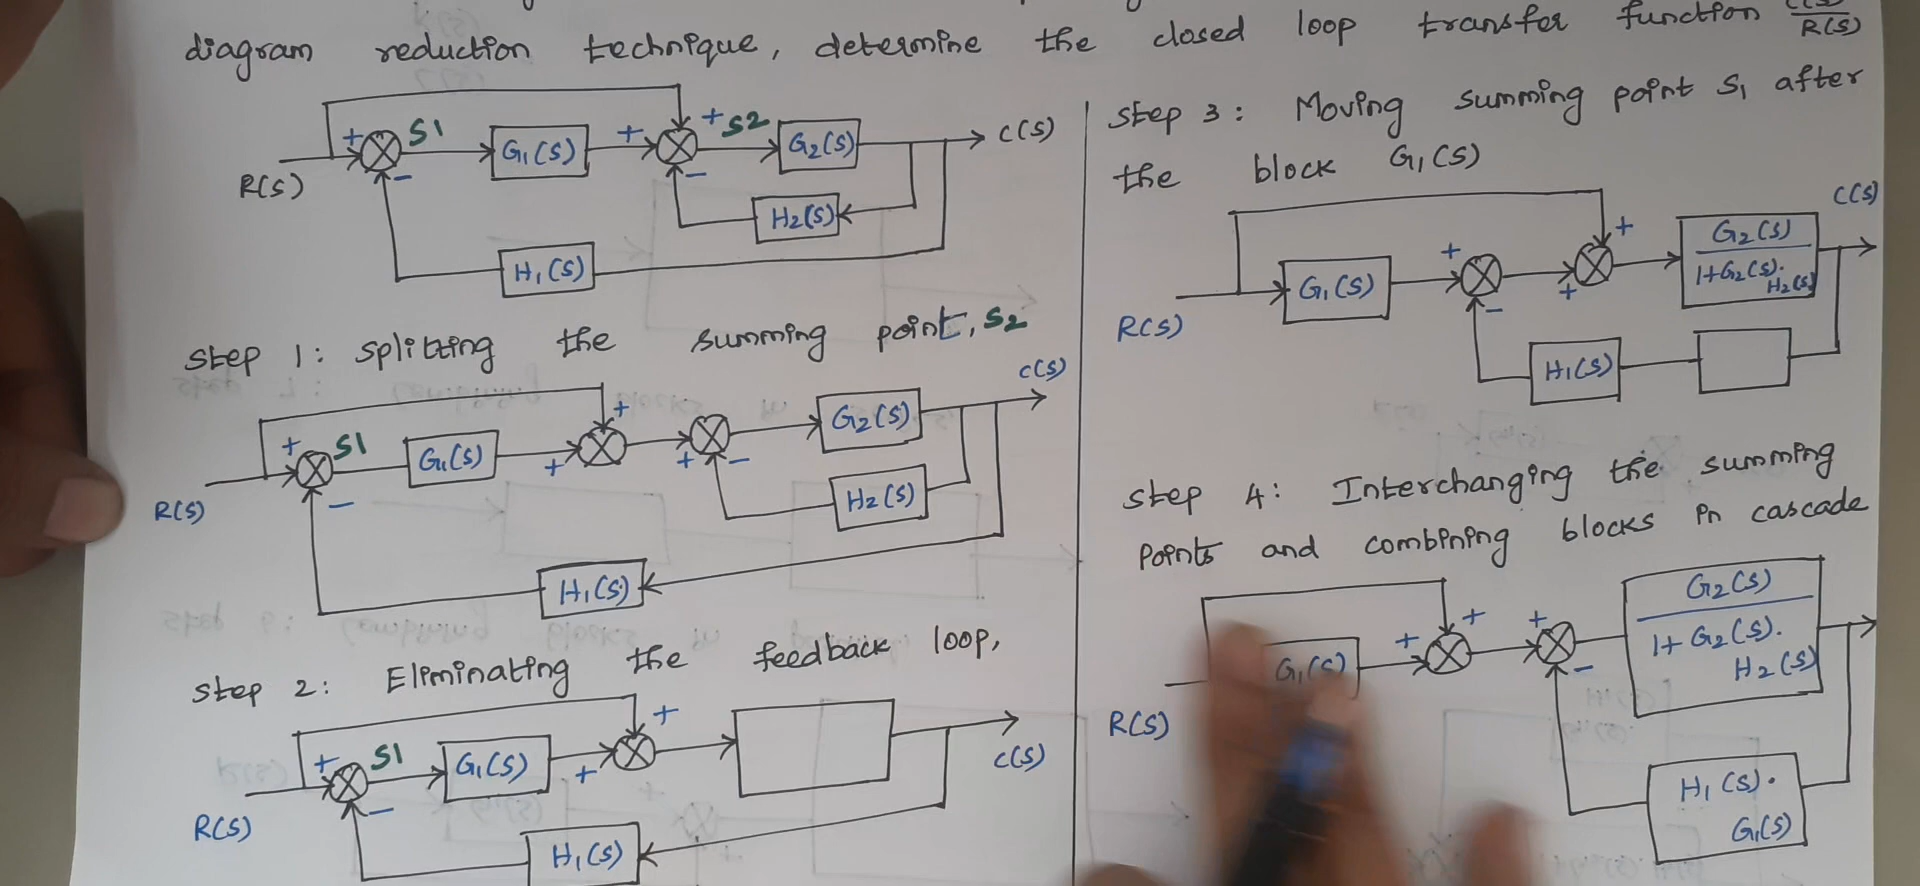 diagram reduction technique, determine the closed loop transfer function C(S)/R(S)
+ S1 G1(S) + + S2 G2(S) C(S)
R(S) - - H2(S)
H1(S)
step 1: splitting the summing point, S2
C(S)
+ S1 G1(S) + + + - G2(S)
R(S) - H2(S)
H1(S)
step 2: Eliminating the feedback loop,
+ S1 G1(S) + + C(S)
R(S) - H1(S)
step 3: Moving summing point S1 after
the block G1(S)
C(S)
R(S) G1(S) + - + + G2(S)
1+G2(S).
H2(S)
H1(S)
step 4: Interchanging the summing
points and combining blocks in cascade
R(S) G1(S) + + + - G2(S)
1+G2(S).
H2(S)
H1(S).
G1(S)